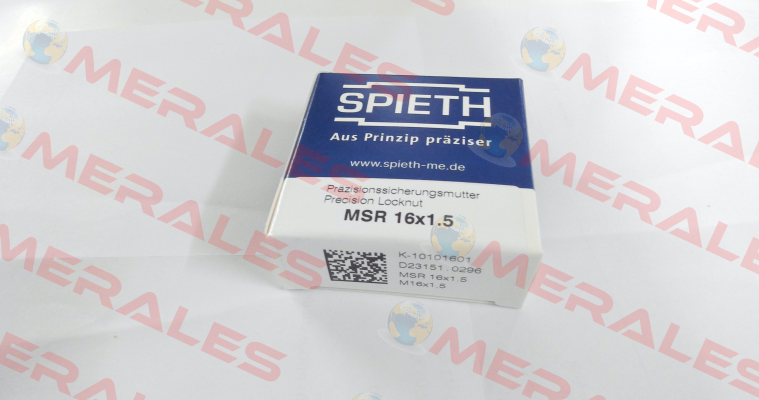 SPIETH
Aus Prinzip präziser
www.spieth-me.de
Präzisionssicherungsmutter
Precision Locknut
MSR 16x1.5
K-10101601
D23151.0296
MSR 16x1.5
M16x1.5
MERALES
MERALES
MERALES
MERALES
MERALES
MERALES
MERALES
MERALES